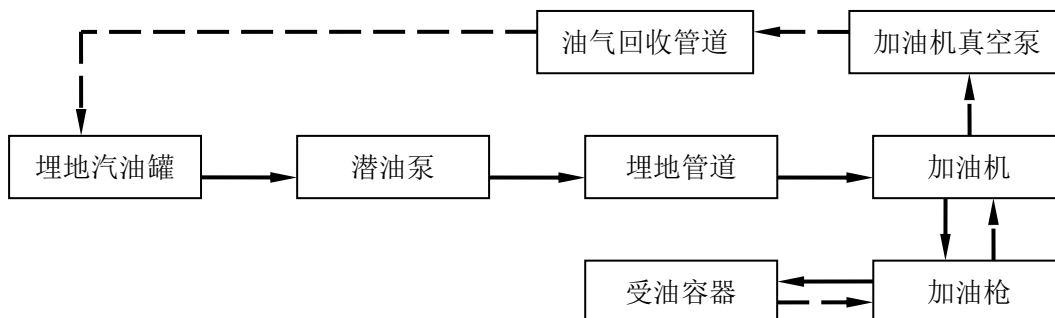 油气回收管道
加油机真空泵
埋地汽油罐
潜油泵
埋地管道
加油机
受油容器
加油枪